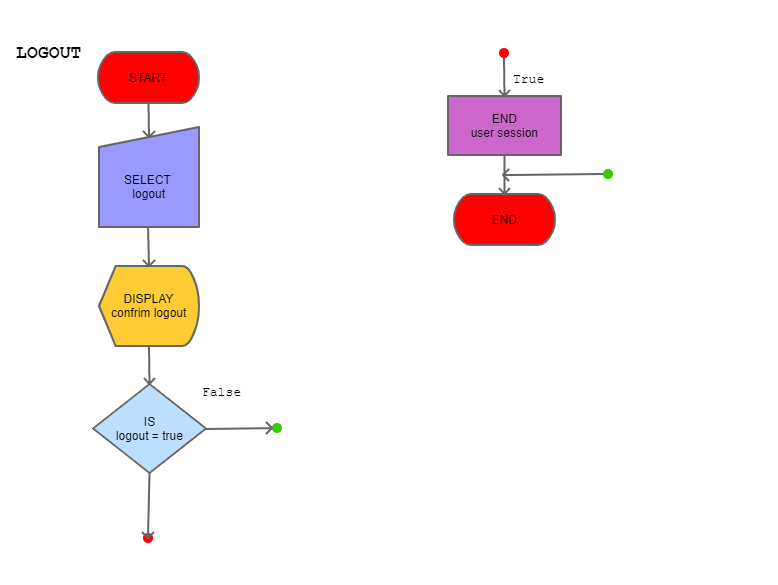 LOGOUT
START
SELECT
logout
DISPLAY
confrim logout
IS
logout = true
False
True
END
user session
END